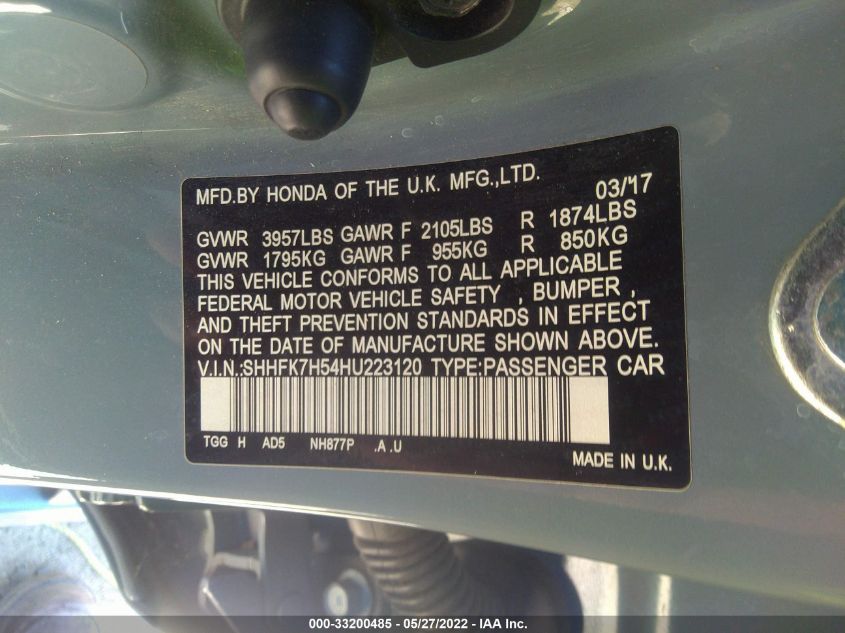 MFD.BY HONDA OF THE U.K. MFG.,LTD. 03/'17
GVWR 3957LBS GAWR F 2105LBS R 1874LBS
GVWR 1795KG GAWR F 955KG R 850KG
THIS VEHICLE CONFORMS TO ALL APPLICABLE
FEDERAL MOTOR VEHICLE SAFETY , BUMPER ,
AND THEFT PREVENTION STANDARDS IN EFFECT
ON THE DATE OF MANUFACTURE SHOWN ABOVE.
V.I.N.:SHHFK7H54HU223120 TYPE:PASSENGER CAR
TGG H AD5 NH877P .A .U
MADE IN U.K.
000-33200485 - 05/27/2022 - IAA Inc.